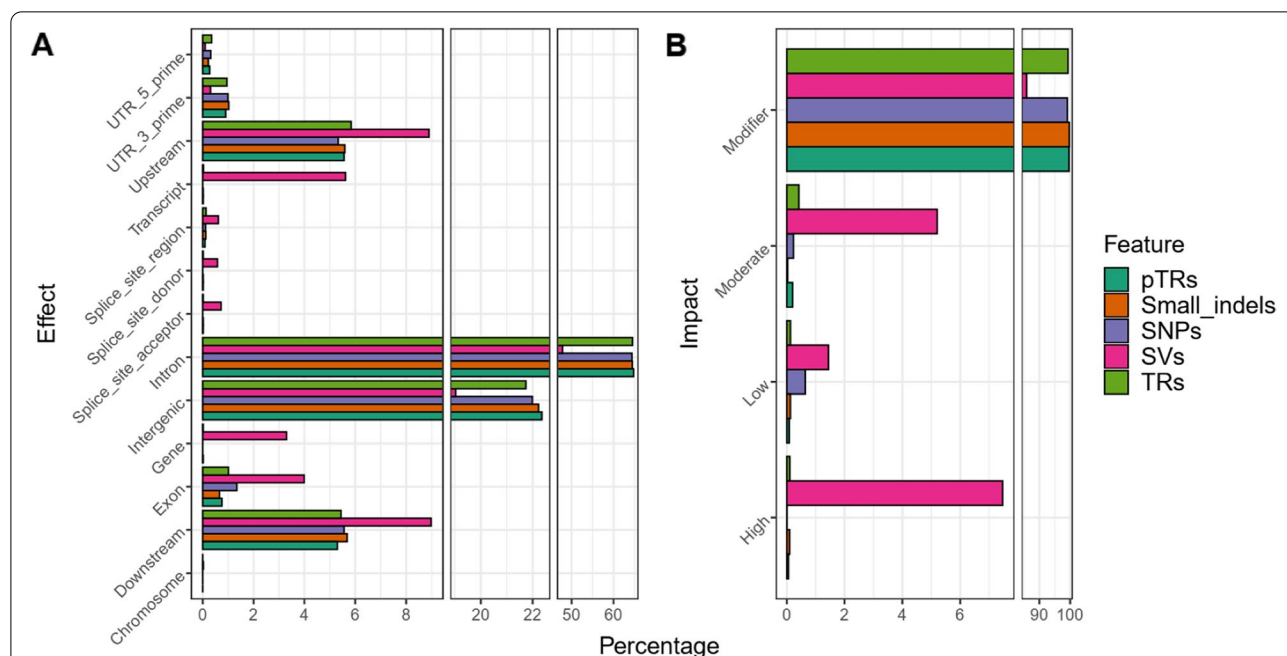 A
Effect
UTR_5_prime
UTR_3_prime
Upstream
Transcript
Splice_site_region
Splice_site_donor
Splice_site_acceptor
Intron
Intergenic
Gene
Exon
Downstream
Chromosome
0 2 4 6 8 20 22 50 60
B
Impact
Modifier
Moderate
Low
High
0 2 4 6 90 100
Percentage
Feature
pTRs
Small_indels
SNPs
SVs
TRs